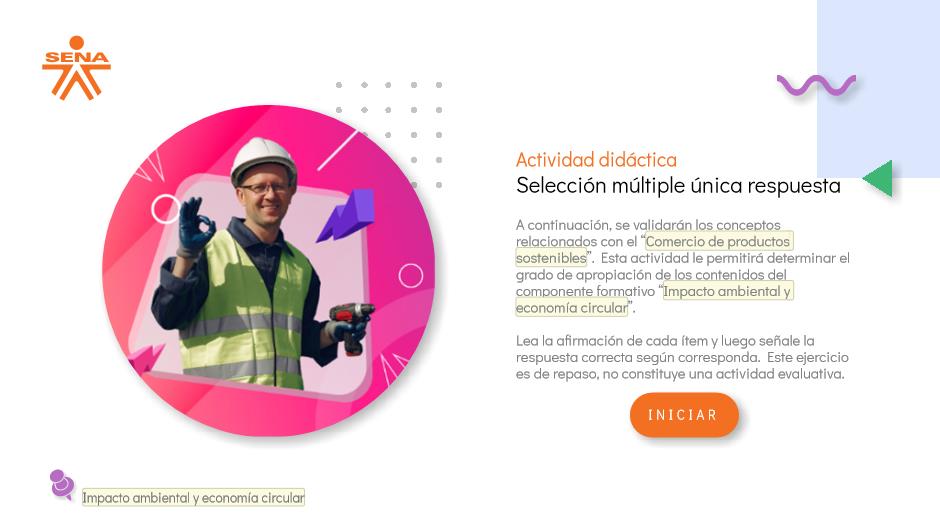 SENA
Actividad didáctica
Selección múltiple única respuesta
A continuación, se validarán los conceptos
relacionados con el “Comercio de productos
sostenibles”. Esta actividad le permitirá determinar el
grado de apropiación de los contenidos del
componente formativo “Impacto ambiental y
economía circular”.
Lea la afirmación de cada ítem y luego señale la
respuesta correcta según corresponda. Este ejercicio
es de repaso, no constituye una actividad evaluativa.
INICIAR
Impacto ambiental y economía circular